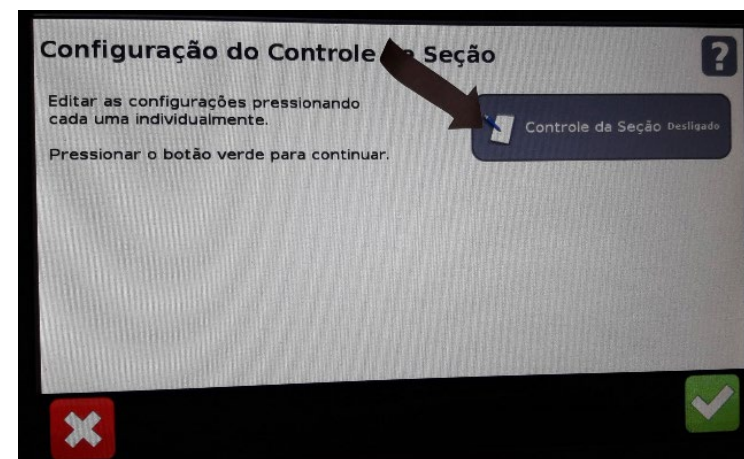 Configuração do Controle Seção
?
Editar as configurações pressionando
cada uma individualmente.
Controle da Seção Desligado
Pressionar o botão verde para continuar.